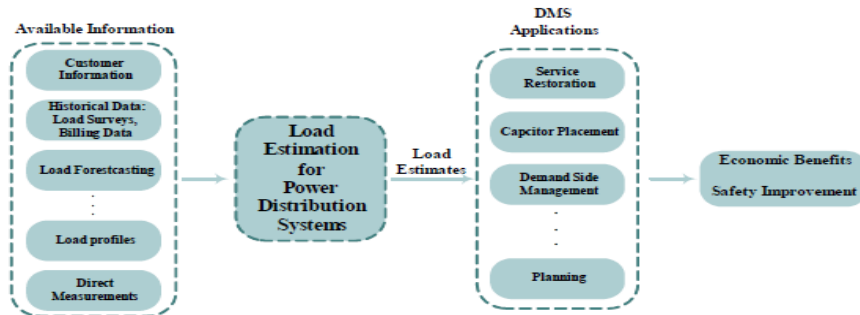 Available Information
Customer
Information
Historical Data:
Load Surveys,
Billing Data
Load Forestcasting
Load profiles
Direct
Measurements
Load
Estimation
for
Power
Distribution
Systems
Load
Estimates
DMS
Applications
Service
Restoration
Capcitor Placement
Demand Side
Management
Planning
Economic Benefits
Safety Improvement